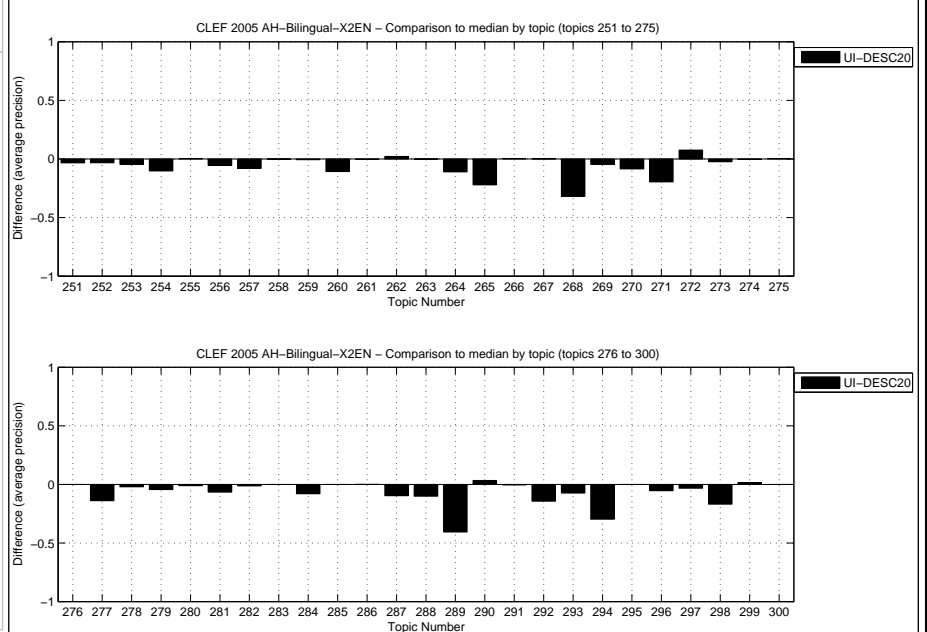 CLEF 2005 AH−Bilingual−X2EN − Comparison to median by topic (topics 251 to 275)
1
UI−DESC20
0.5
0
−0.5
−1
Difference (average precision)
251 252 253 254 255 256 257 258 259 260 261 262 263 264 265 266 267 268 269 270 271 272 273 274 275
Topic Number
CLEF 2005 AH−Bilingual−X2EN − Comparison to median by topic (topics 276 to 300)
1
UI−DESC20
0.5
0
−0.5
−1
Difference (average precision)
276 277 278 279 280 281 282 283 284 285 286 287 288 289 290 291 292 293 294 295 296 297 298 299 300
Topic Number